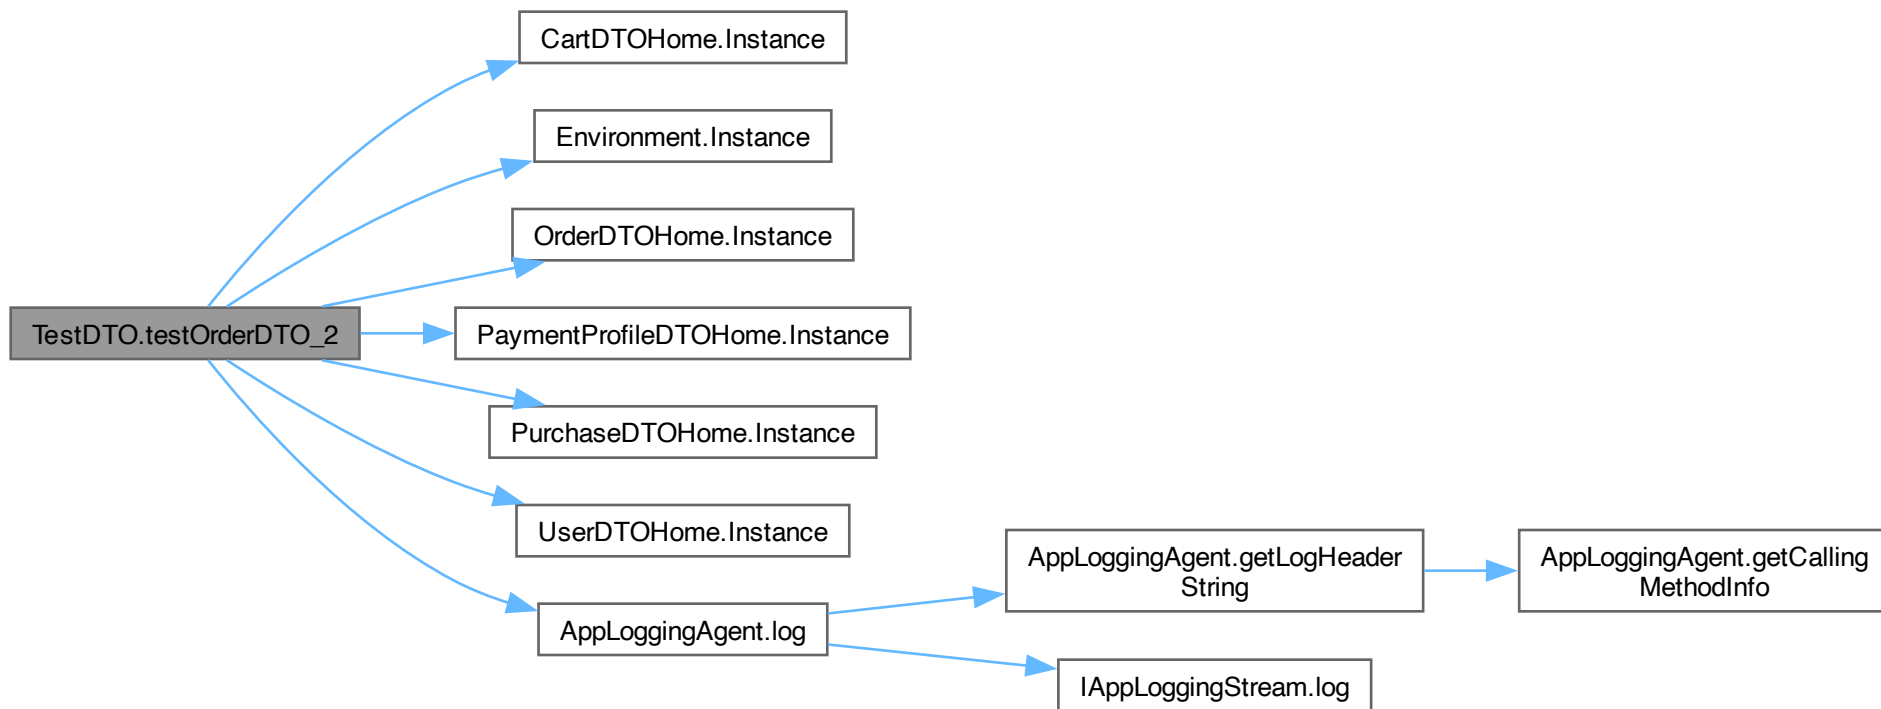 CartDTOHome.Instance
Environment.Instance
OrderDTOHome.Instance
TestDTO.testOrderDTO_2
PaymentProfileDTOHome.Instance
PurchaseDTOHome.Instance
UserDTOHome.Instance
AppLoggingAgent.log
AppLoggingAgent.getLogHeader
String
AppLoggingAgent.getCalling
MethodInfo
IAppLoggingStream.log